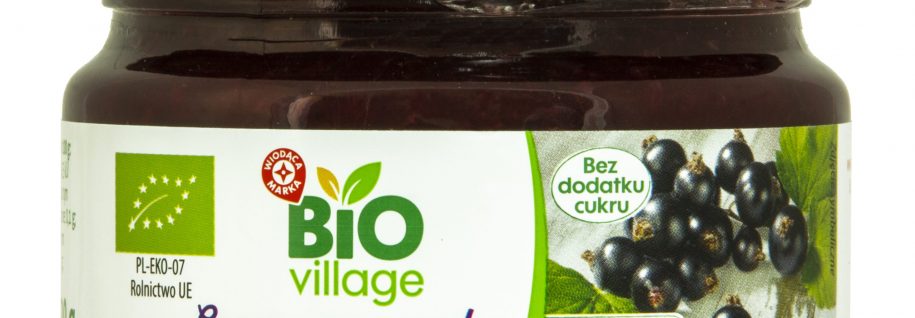 WIODĄCA
MARKA
BiO
village
PL-EKO-07
Rolnictwo UE
Bez
dodatku
cukru